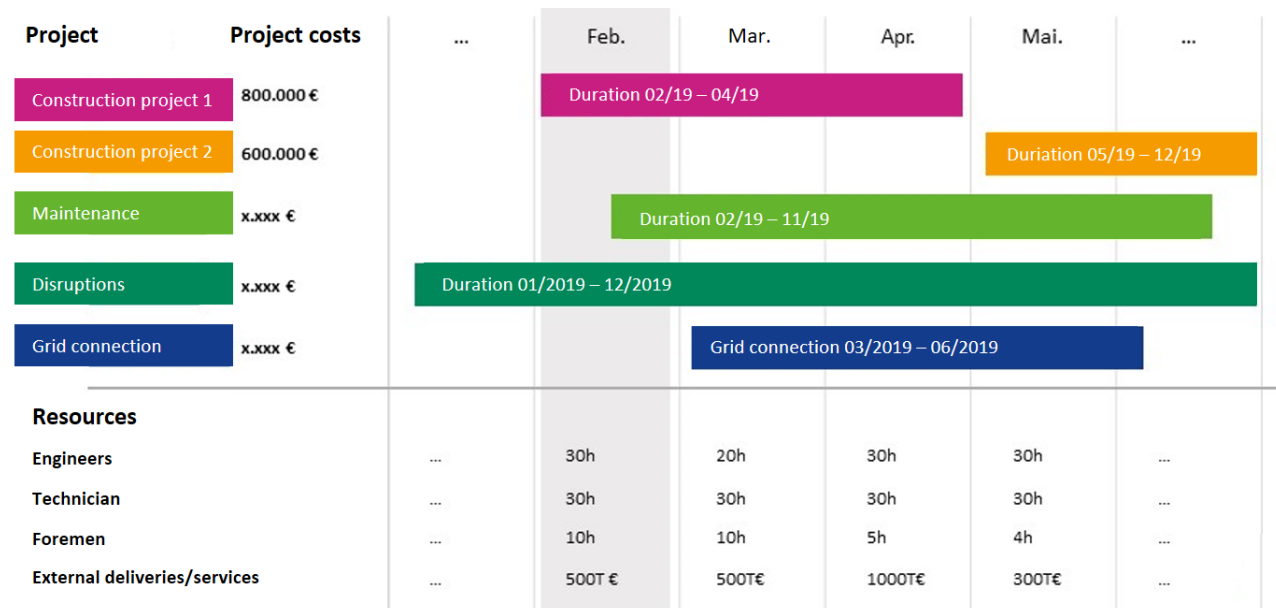 Project Project costs ... Feb. Mar. Apr. Mai. ...
Construction project 1 800.000 € Duration 02/19 – 04/19
Construction project 2 600.000 € Duriation 05/19 – 12/19
Maintenance x.xxx € Duration 02/19 – 11/19
Disruptions x.xxx € Duration 01/2019 – 12/2019
Grid connection x.xxx € Grid connection 03/2019 – 06/2019
Resources
Engineers ... 30h 20h 30h 30h ...
Technician ... 30h 30h 30h 30h ...
Foremen ... 10h 10h 5h 4h ...
External deliveries/services ... 500T € 500T€ 1000T€ 300T€ ...